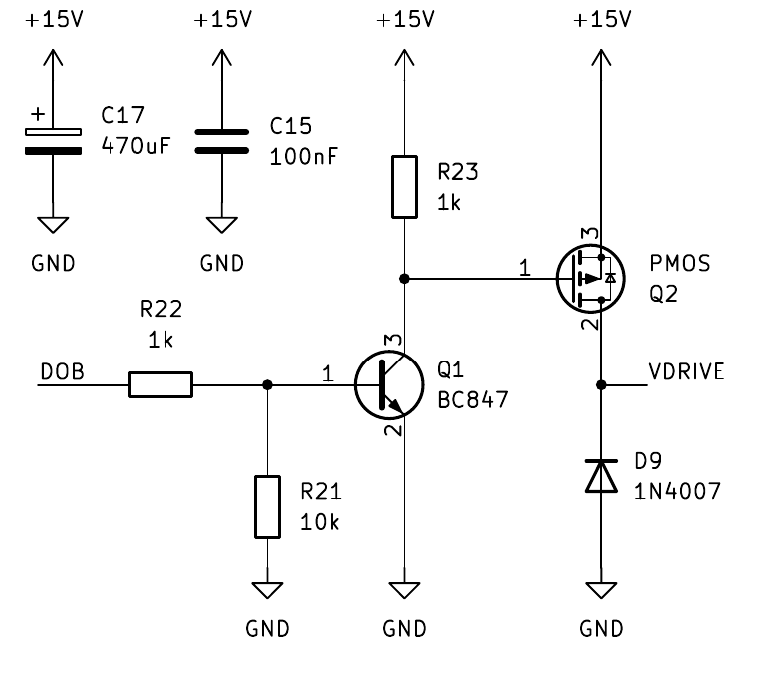 +15V
+15V
+15V
+15V
+
C17
470uF
C15
100nF
R23
1k
GND
GND
3
1
PMOS
Q2
2
R22
1k
DOB
1
3
Q1
BC847
2
VDRIVE
D9
1N4007
R21
10k
GND
GND
GND